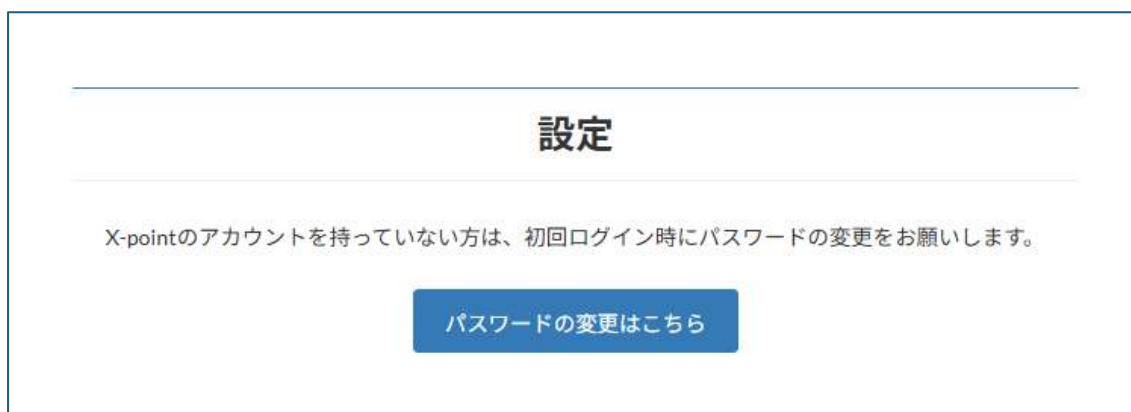 設定
X-pointのアカウントを持っていない方は、初回ログイン時にパスワードの変更をお願いします。
パスワードの変更はこちら